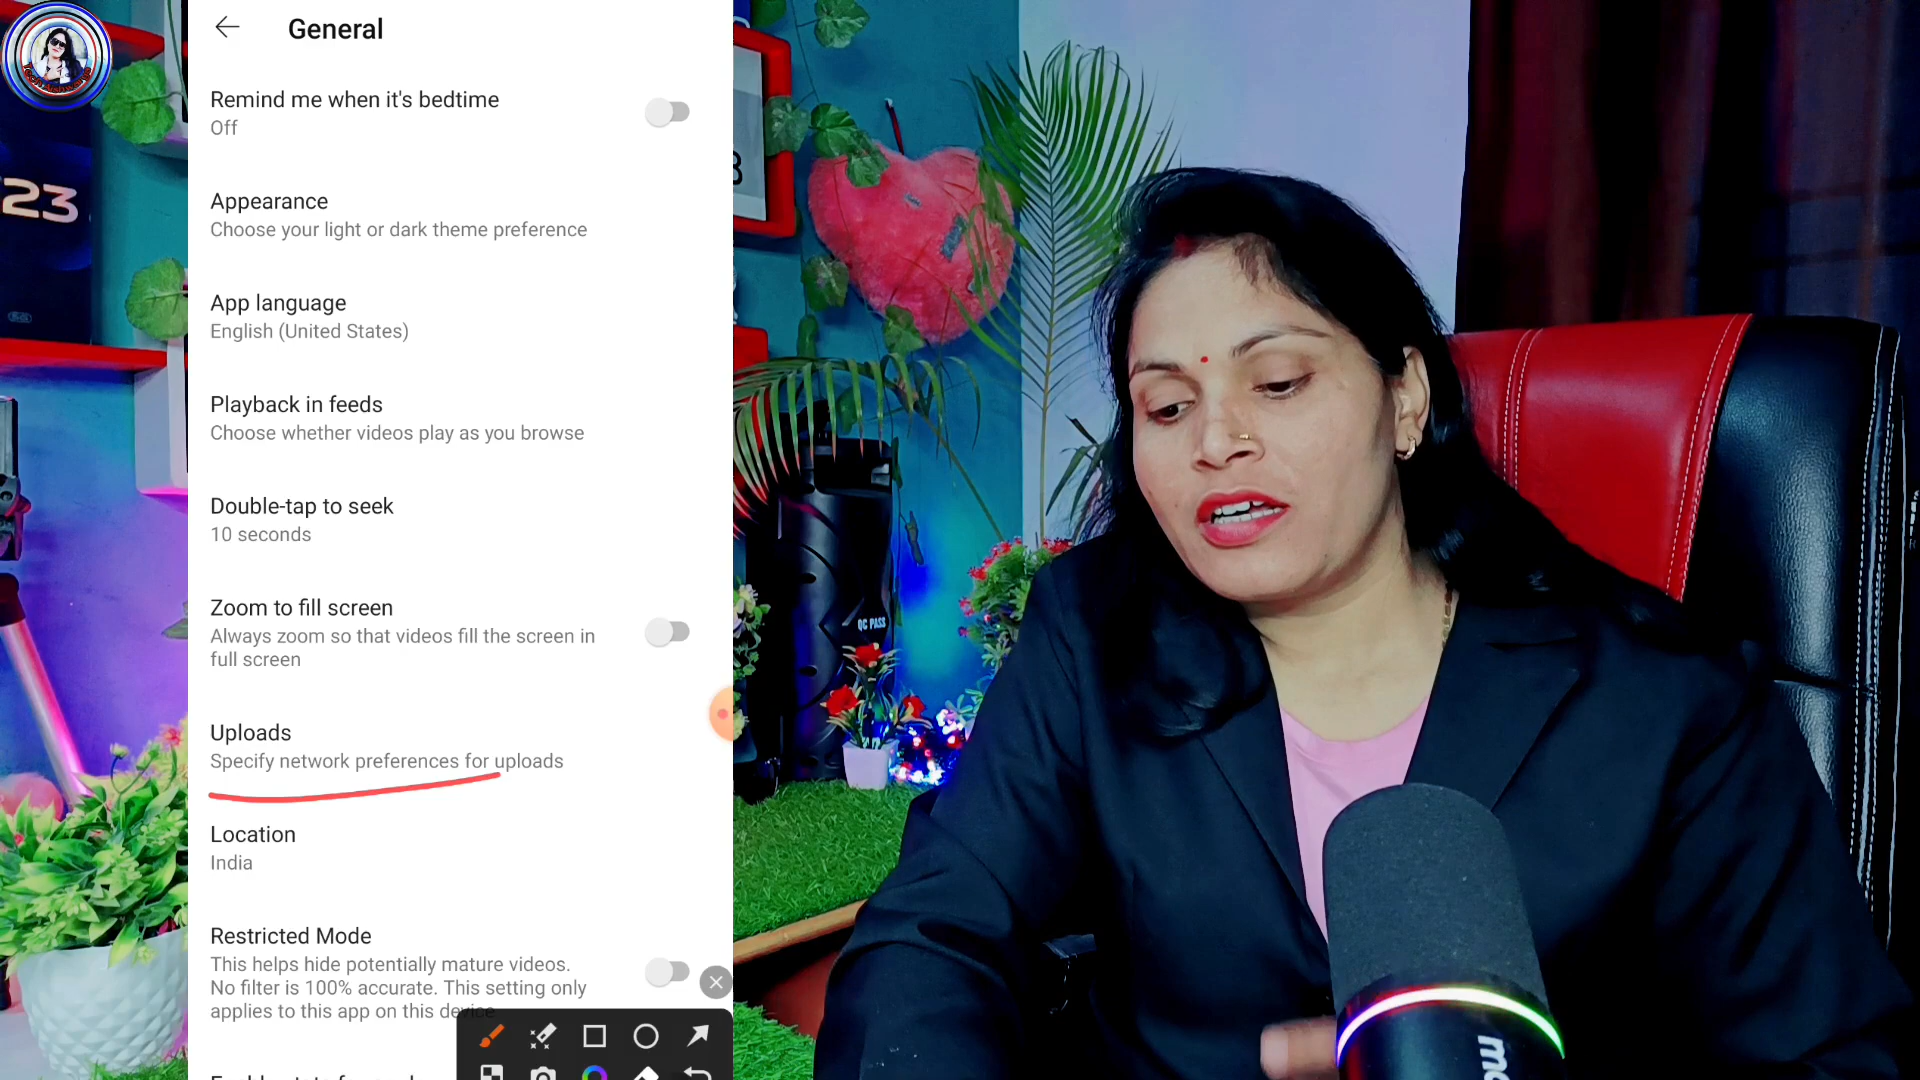 General
Remind me when it's bedtime
Off
Appearance
Choose your light or dark theme preference
App language
English (United States)
Playback in feeds
Choose whether videos play as you browse
Double-tap to seek
10 seconds
Zoom to fill screen
Always zoom so that videos fill the screen in
full screen
Uploads
Specify network preferences for uploads
Location
India
Restricted Mode
This helps hide potentially mature videos.
No filter is 100% accurate. This setting only
applies to this app on this device
23
QC PASS